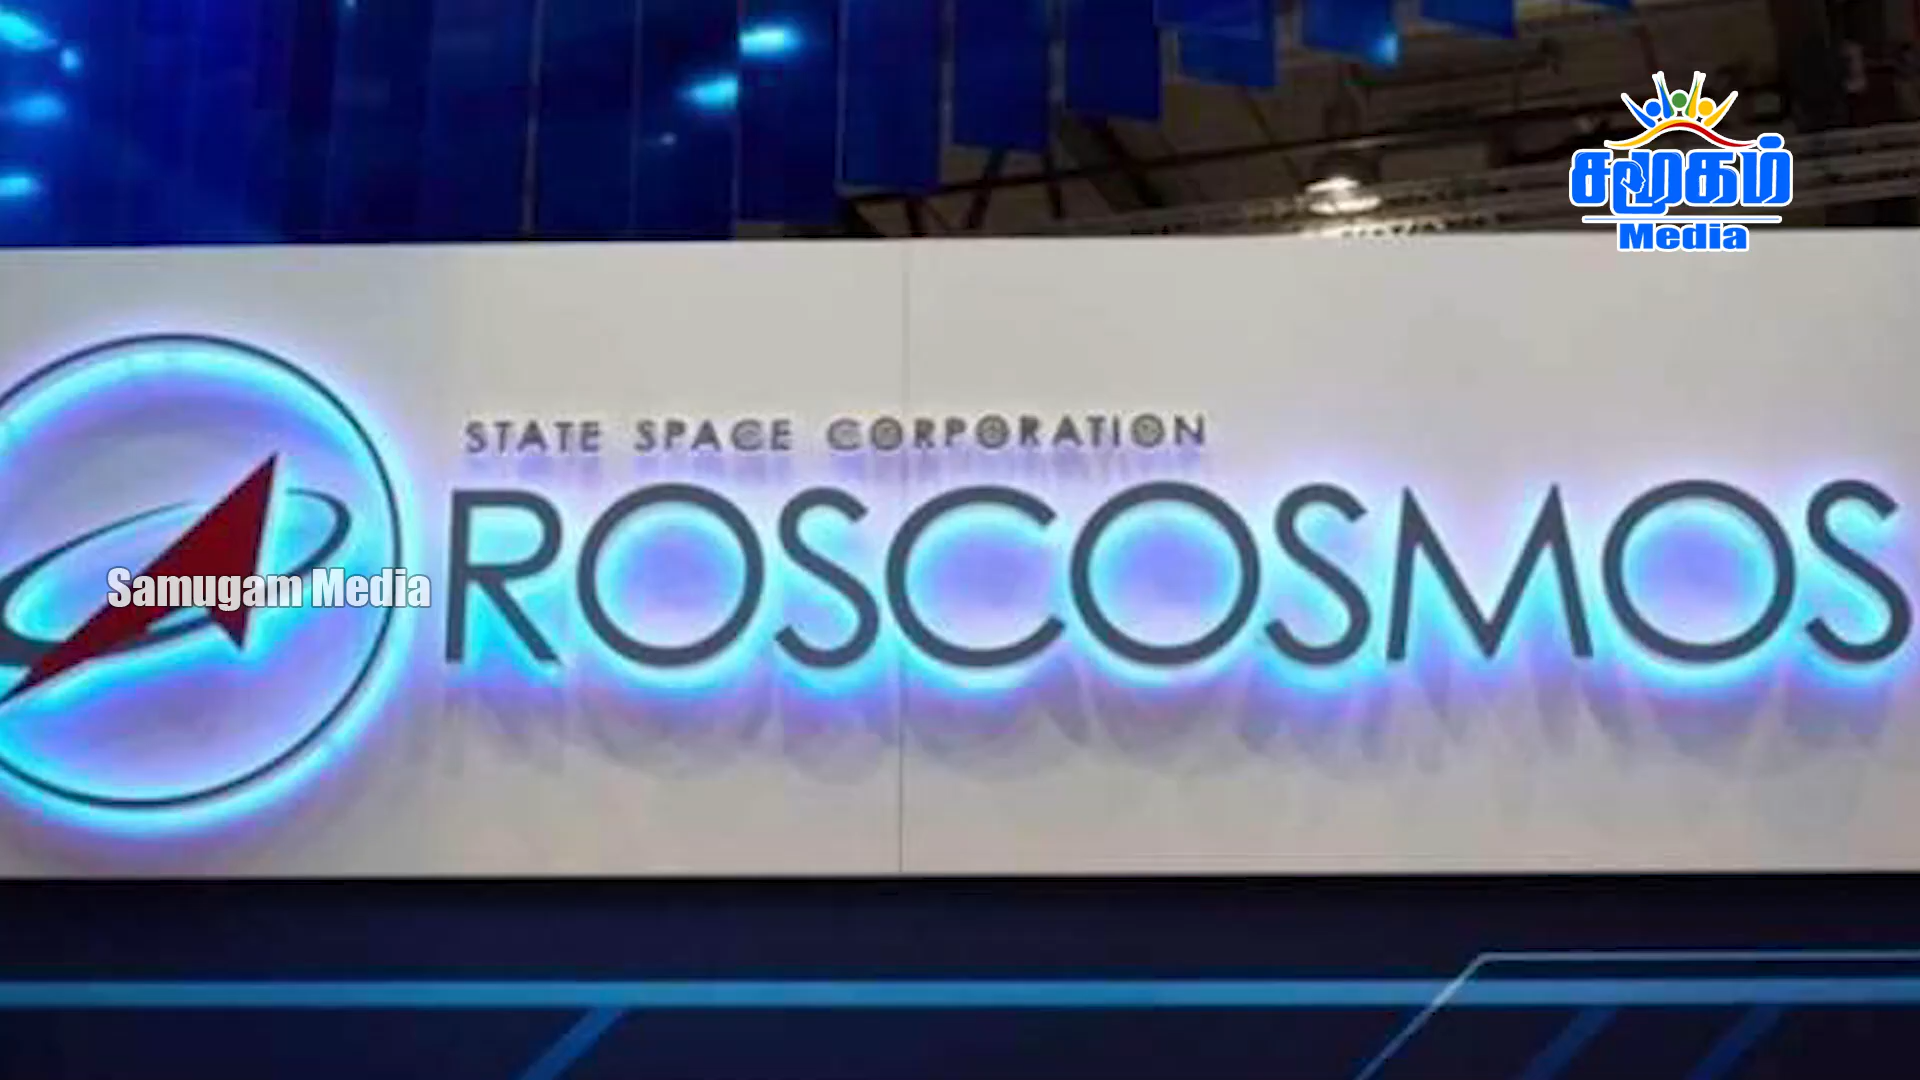 சமூகம்
Media
STATE SPACE CORPORATION
ROSCOSMOS
Samugam Media